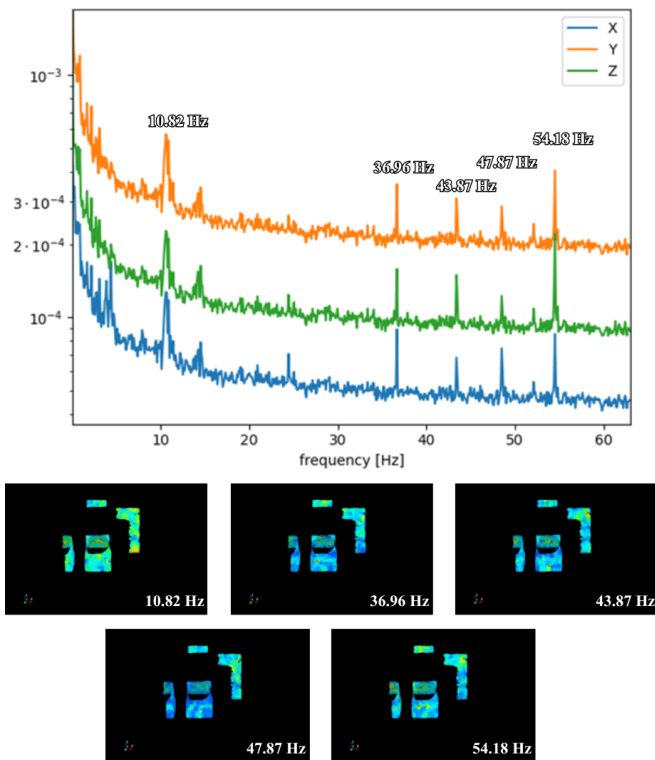 X
Y
Z
10⁻³
10.82 Hz
36.96 Hz
43.87 Hz
47.87 Hz
54.18 Hz
3 · 10⁻⁴
2 · 10⁻⁴
10⁻⁴
10 20 30 40 50 60
frequency [Hz]
10.82 Hz
36.96 Hz
43.87 Hz
47.87 Hz
54.18 Hz